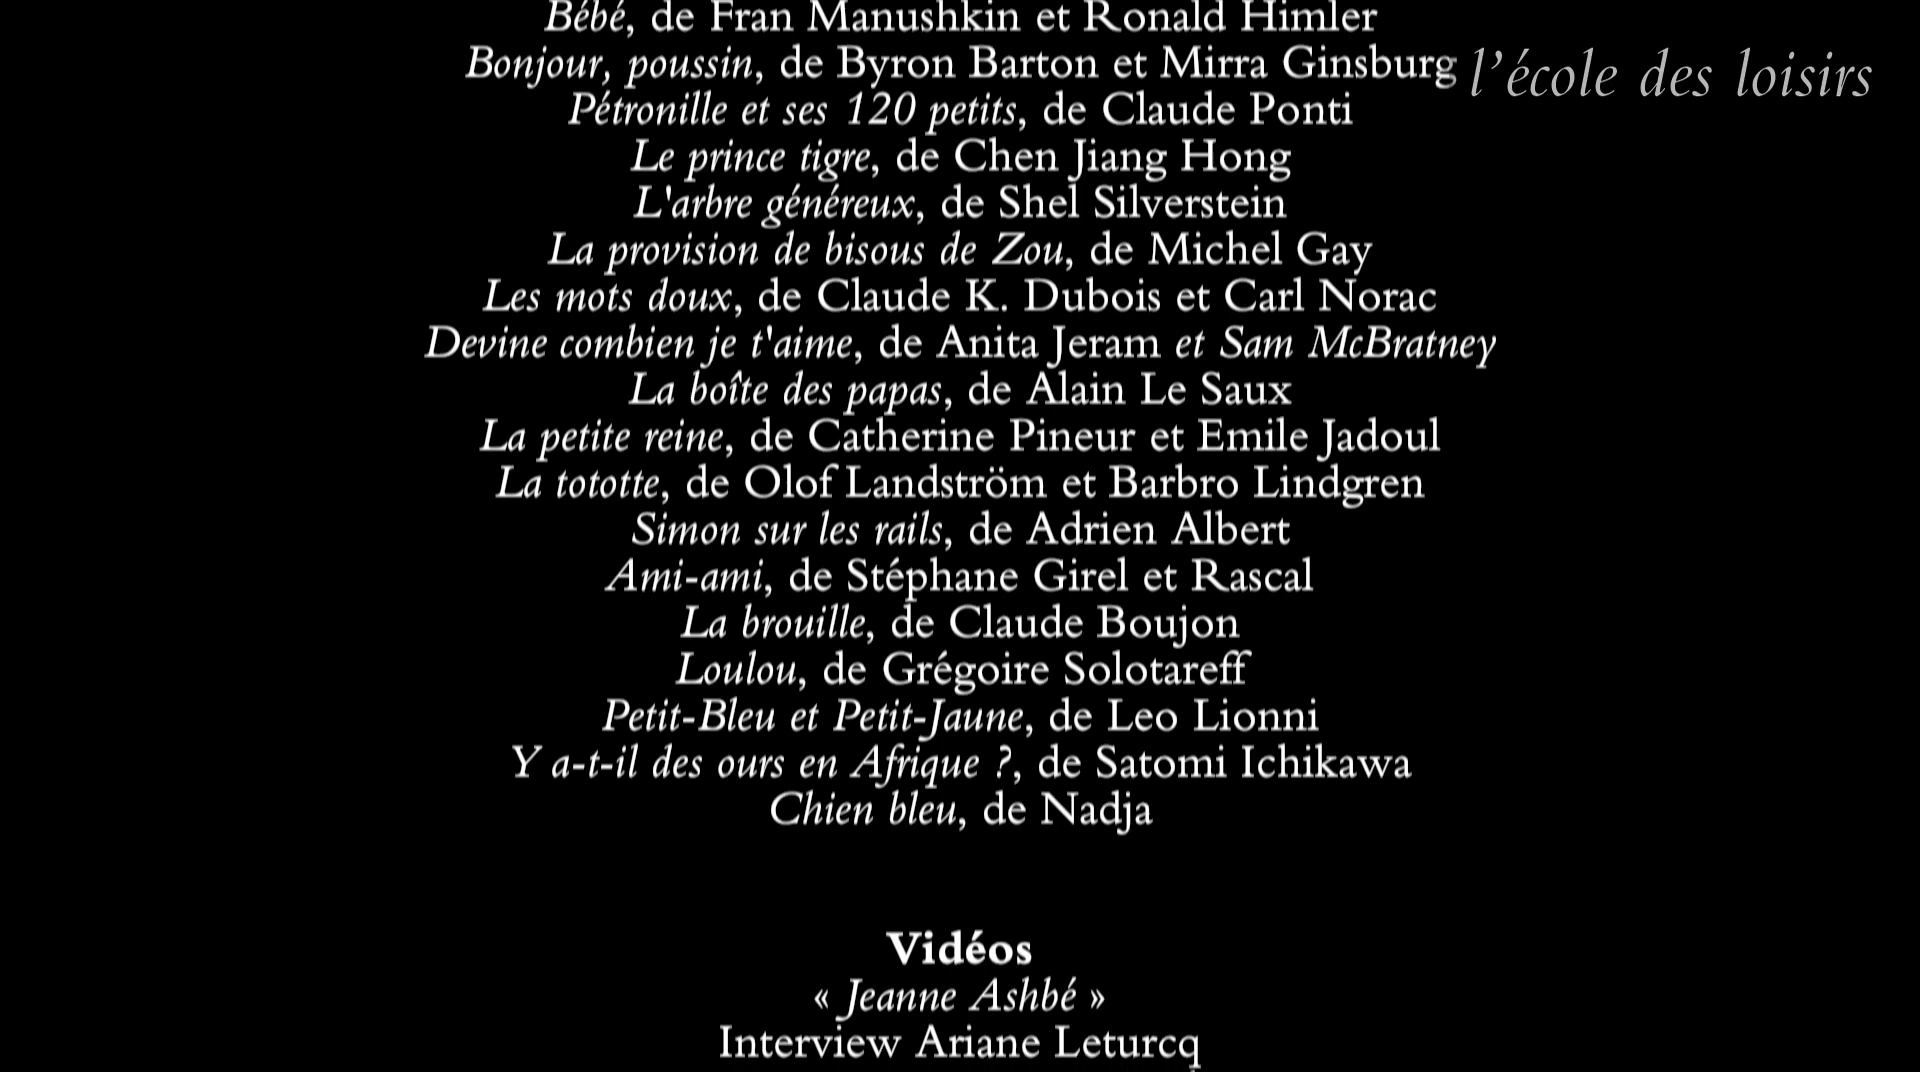 Bébé, de Fran Manushkin et Ronald Himler
Bonjour, poussin, de Byron Barton et Mirra Ginsburg
l'école des loisirs
Pétronille et ses 120 petits, de Claude Ponti
Le prince tigre, de Chen Jiang Hong
L'arbre généreux, de Shel Silverstein
La provision de bisous de Zou, de Michel Gay
Les mots doux, de Claude K. Dubois et Carl Norac
Devine combien je t'aime, de Anita Jeram et Sam McBratney
La boîte des papas, de Alain Le Saux
La petite reine, de Catherine Pineur et Emile Jadoul
La tototte, de Olof Landström et Barbro Lindgren
Simon sur les rails, de Adrien Albert
Ami-ami, de Stéphane Girel et Rascal
La brouille, de Claude Boujon
Loulou, de Grégoire Solotareff
Petit-Bleu et Petit-Jaune, de Leo Lionni
Y a-t-il des ours en Afrique ?, de Satomi Ichikawa
Chien bleu, de Nadja
Vidéos
« Jeanne Ashbé »
Interview Ariane Leturcq